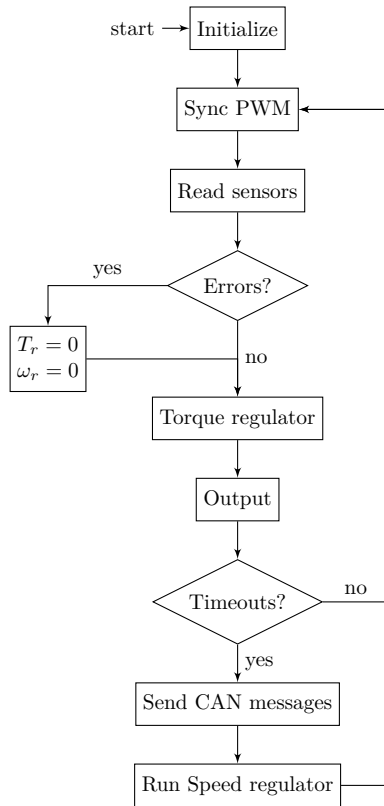 start
Initialize
Sync PWM
Read sensors
Errors?
yes
T_r = 0
ω_r = 0
no
Torque regulator
Output
Timeouts?
no
yes
Send CAN messages
Run Speed regulator